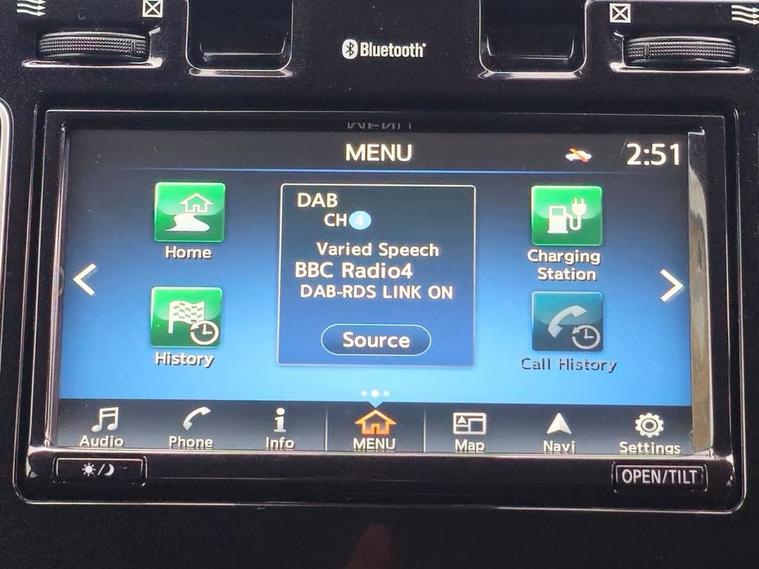 Bluetooth
MENU
2:51
DAB
CH 4
Varied Speech
BBC Radio4
DAB-RDS LINK ON
Source
Home
History
Charging
Station
Call History
Audio
Phone
Info
MENU
Map
Navi
Settings
OPEN/TILT